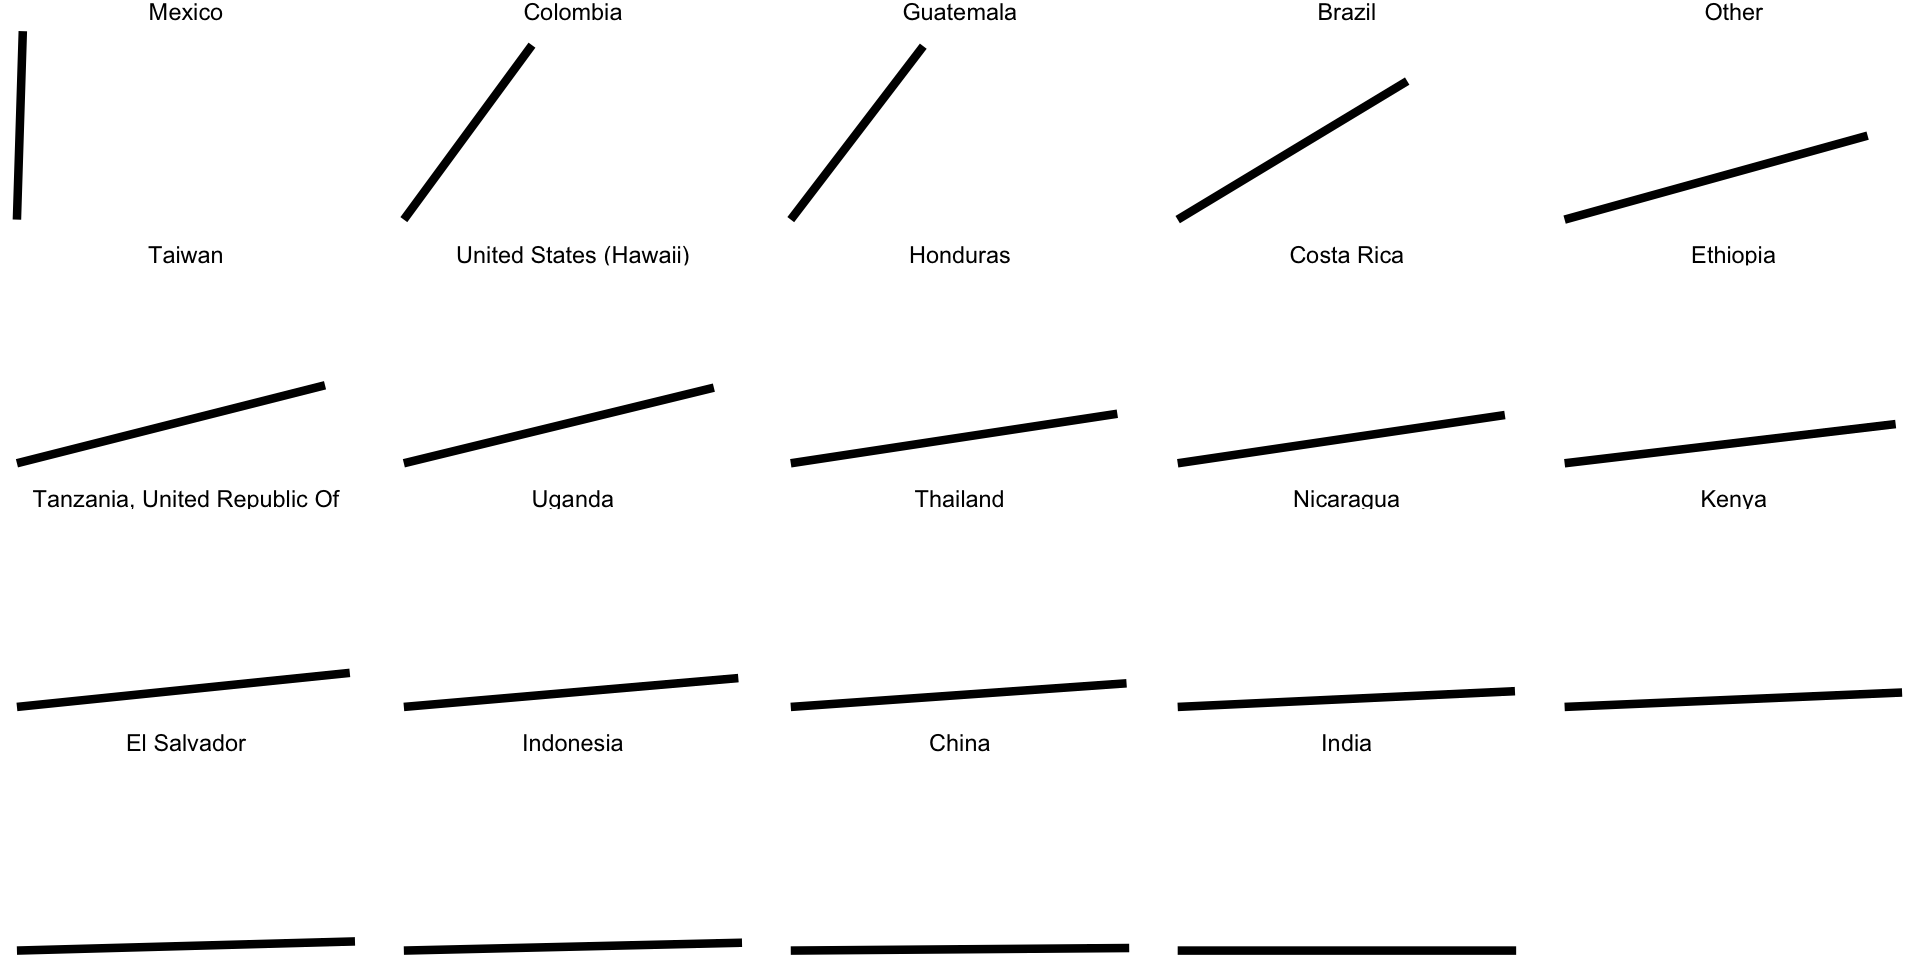 Mexico
Colombia
Guatemala
Brazil
Other
Taiwan
United States (Hawaii)
Honduras
Costa Rica
Ethiopia
Tanzania, United Republic Of
Uganda
Thailand
Nicaragua
Kenya
El Salvador
Indonesia
China
India